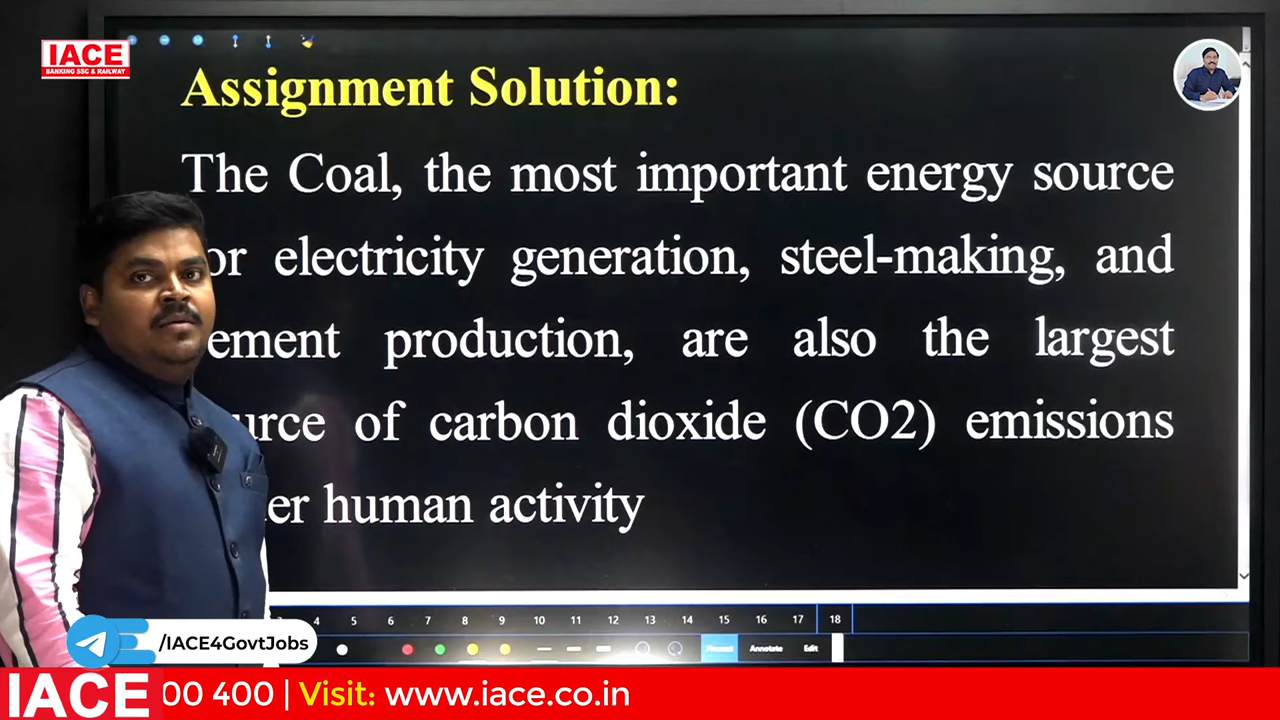 IACE
BANKING SSC & RAILWAY
Assignment Solution:
The Coal, the most important energy source
or electricity generation, steel-making, and
ement production, are also the largest
urce of carbon dioxide (CO2) emissions
er human activity
4 5 6 7 8 9 10 11 12 13 14 15 16 17 18
Annotate Edit
/IACE4GovtJobs
IACE 00 400 | Visit: www.iace.co.in